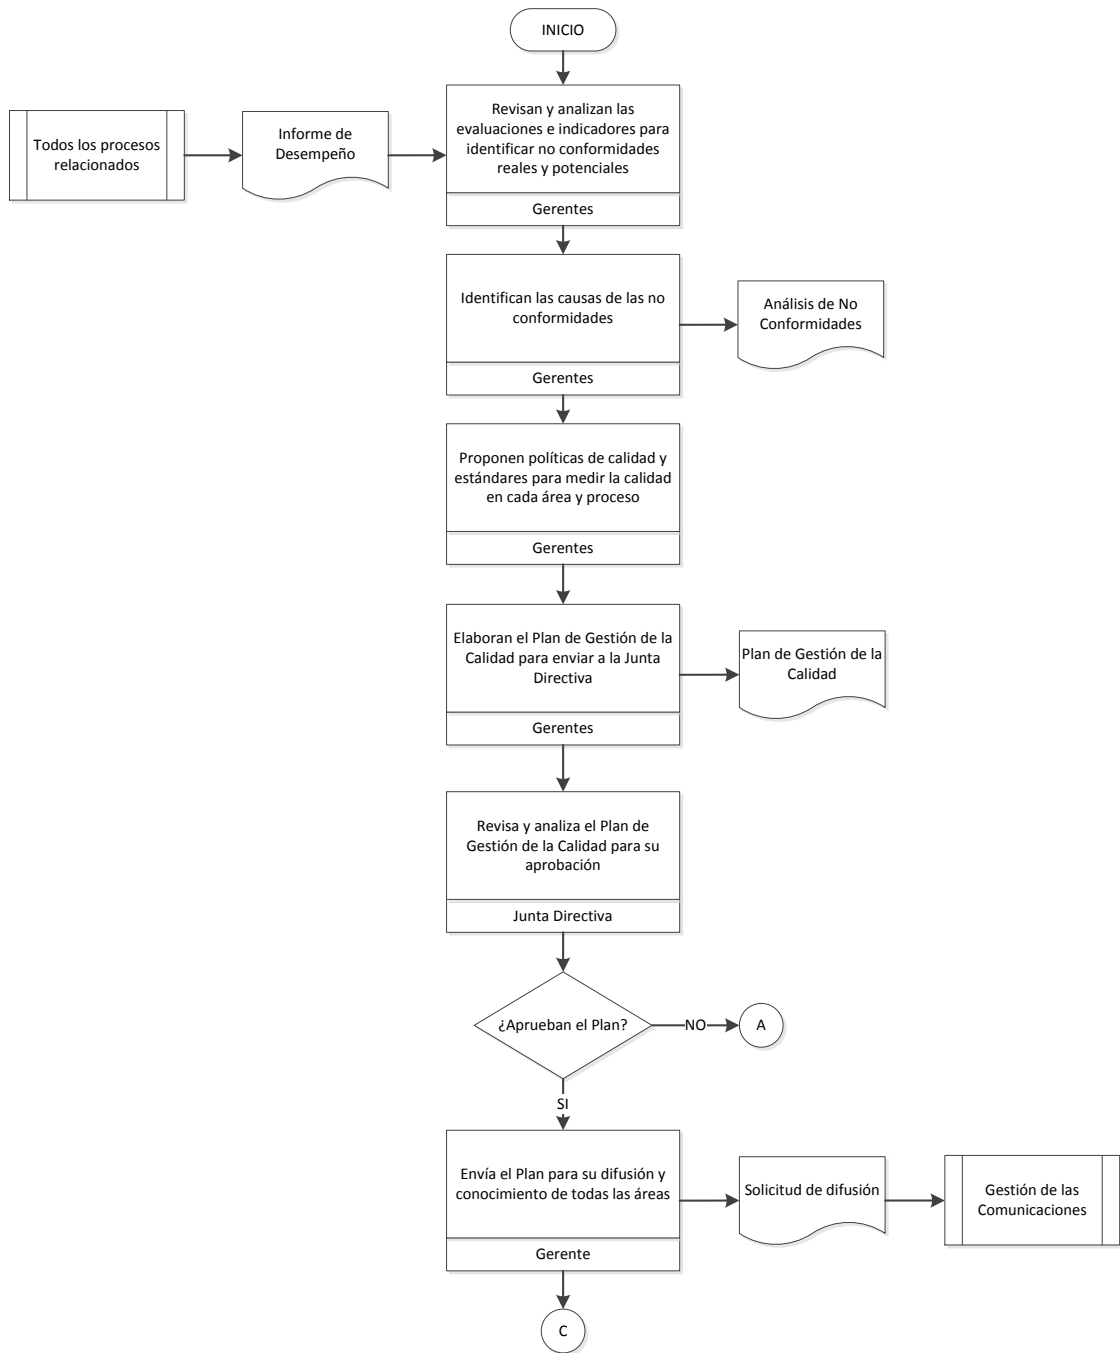 INICIO
Todos los procesos
relacionados
Informe de
Desempeño
Revisan y analizan las
evaluaciones e indicadores para
identificar no conformidades
reales y potenciales
Gerentes
Identifican las causas de las no
conformidades
Gerentes
Análisis de No
Conformidades
Proponen políticas de calidad y
estándares para medir la calidad
en cada área y proceso
Gerentes
Elaboran el Plan de Gestión de la
Calidad para enviar a la Junta
Directiva
Gerentes
Plan de Gestión de la
Calidad
Revisa y analiza el Plan de
Gestión de la Calidad para su
aprobación
Junta Directiva
¿Aprueban el Plan?
NO
A
SI
Envía el Plan para su difusión y
conocimiento de todas las áreas
Gerente
Solicitud de difusión
Gestión de las
Comunicaciones
C